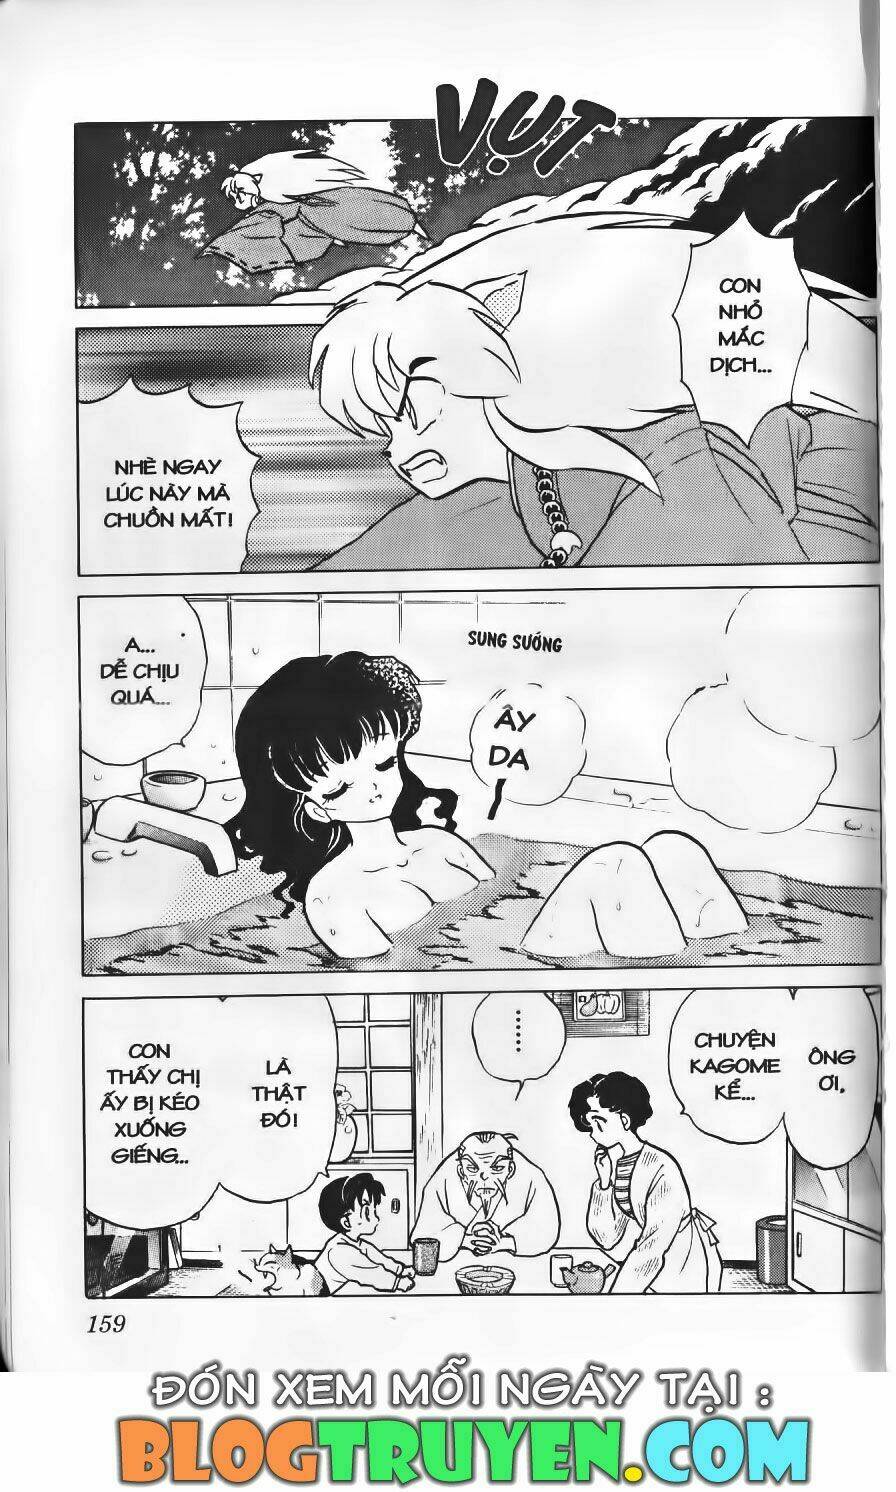 VỤT
CON
NHỎ
MẮC
DỊCH...
NHÈ NGAY
LÚC NÀY MÀ
CHUỒN MẤT!
A...
DỄ CHỊU
QUÁ...
SUNG SƯỚNG
ÂY
DA
ÔNG
ƠI,
CHUYỆN
KAGOME
KỂ...
......
LÀ
THẬT
ĐÓ!
CON
THẤY CHỊ
ẤY BỊ KÉO
XUỐNG
GIẾNG...
159
ĐÓN XEM MỖI NGÀY TẠI :
BLOGTRUYEN.COM